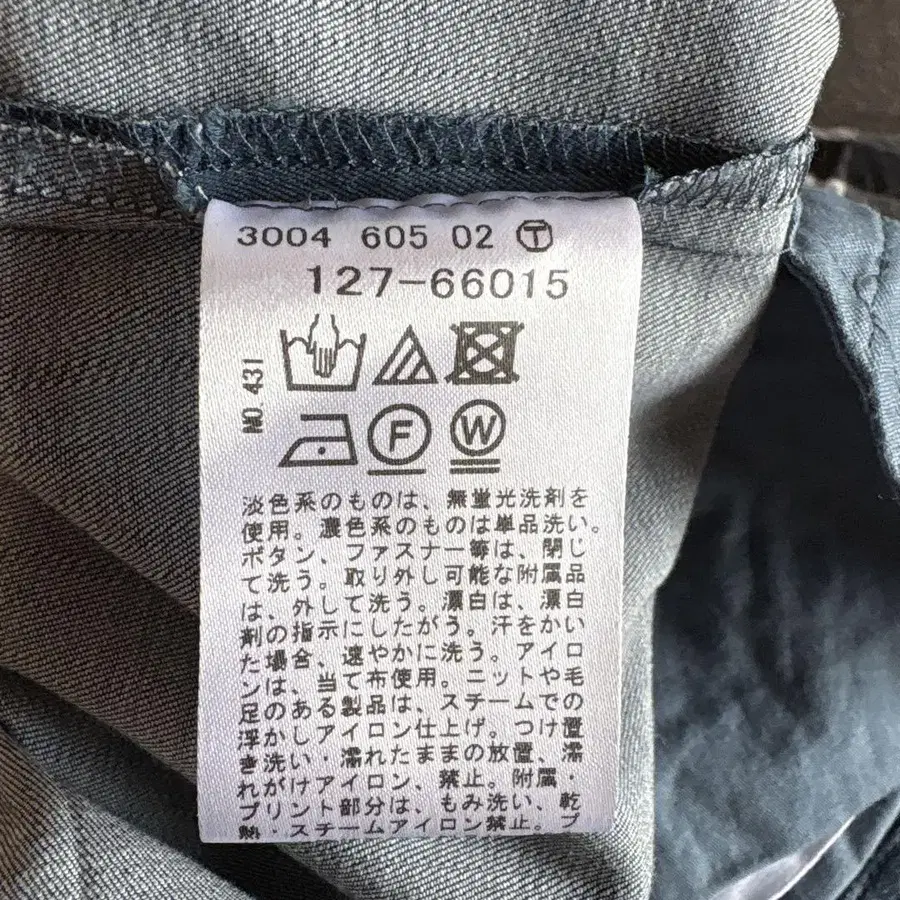 3004 605 02 Ⓣ
127-66015
NO. 431
F W
淡色系のものは、無蛍光洗剤を
使用。濃色系のものは単品洗い。
ボタン、ファスナー等は、閉じ
て洗う。取り外し可能な附属品
は、外して洗う。漂白は、漂白
剤の指示にしたがう。汗をかい
た場合、速やかに洗う。アイロ
ンは、当て布使用。ニットや毛
足のある製品は、スチームでの
浮かしアイロン仕上げ。つけ置
き洗い・濡れたままの放置、濡
れがけアイロン、禁止。附属・
プリント部分は、もみ洗い、乾
熱・スチームアイロン禁止。プ